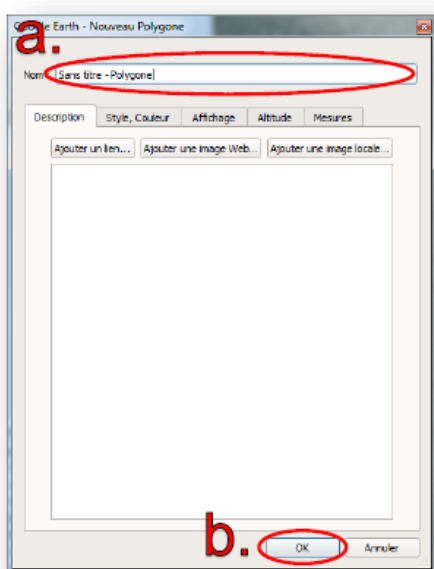 a.
Earth - Nouveau Polygone
Nom
Sans titre - Polygone
Description Style, Couleur Affichage Altitude Mesures
Ajouter un lien... Ajouter une image Web... Ajouter une image locale...
b.
OK Annuler